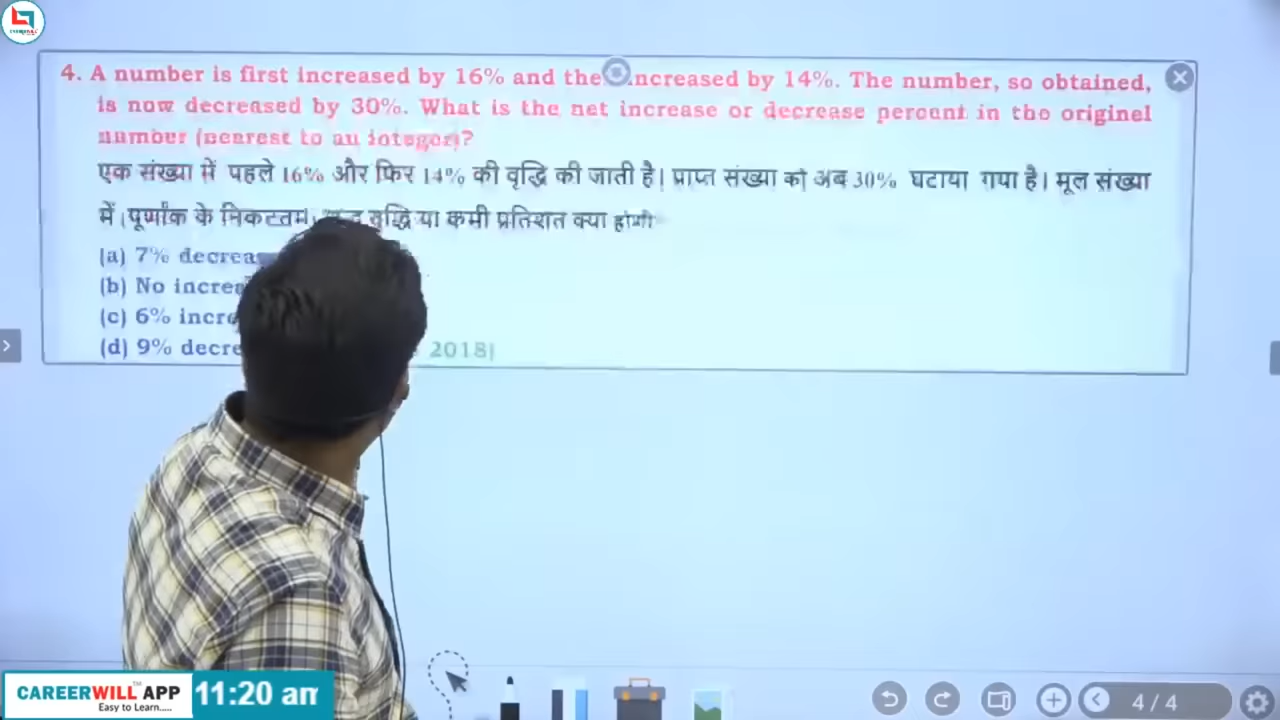 4. A number is first increased by 16% and the ncreased by 14%. The number, so obtained,
is now decreased by 30%. What is the net increase or decrease percent in the original
number (nearest to an integer)?
एक संख्या में पहले 16% और फिर 14% की वृद्धि की जाती है। प्राप्त संख्या को अब 30% घटाया गया है। मूल संख्या
में (पूर्णांक के निकटतम) वृद्धि या कमी प्रतिशत क्या होगी
(a) 7% decrea
(b) No increa
(c) 6% incre
(d) 9% decre 2018)
CAREERWILL APP
Easy to Learn.....
11:20 am
4 / 4